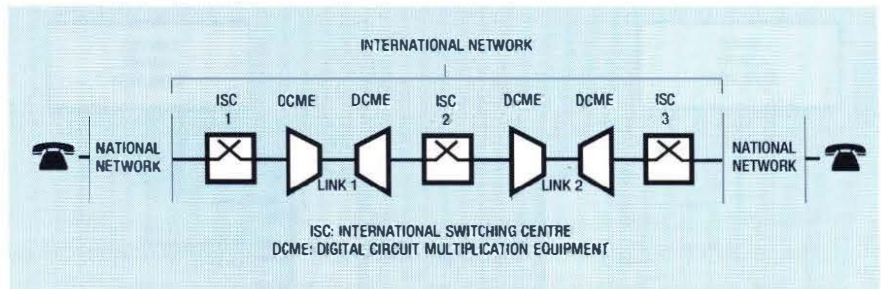 INTERNATIONAL NETWORK
ISC DCME DCME ISC DCME DCME ISC
1 2 3
NATIONAL NETWORK
LINK 1 LINK 2
NATIONAL NETWORK
ISC: INTERNATIONAL SWITCHING CENTRE
DCME: DIGITAL CIRCUIT MULTIPLICATION EQUIPMENT